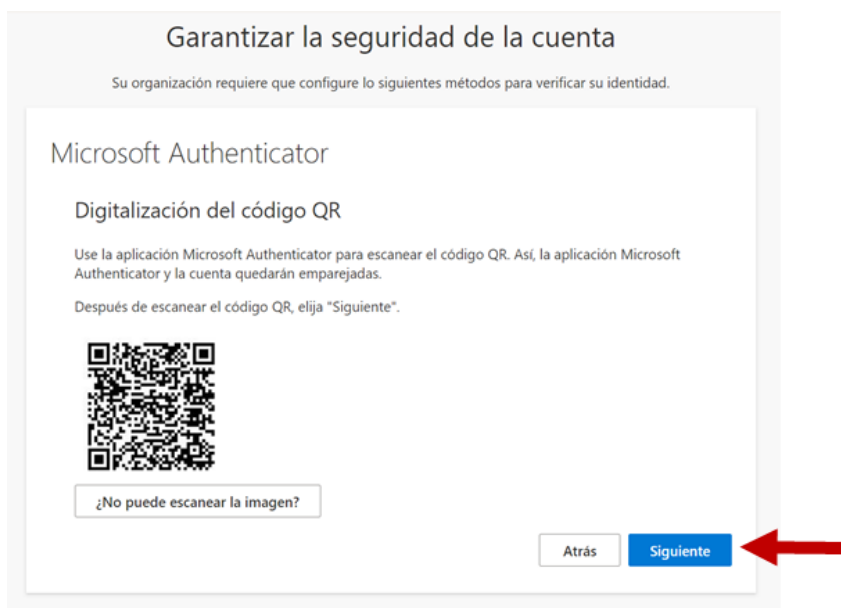 Garantizar la seguridad de la cuenta
Su organización requiere que configure lo siguientes métodos para verificar su identidad.
Microsoft Authenticator
Digitalización del código QR
Use la aplicación Microsoft Authenticator para escanear el código QR. Así, la aplicación Microsoft
Authenticator y la cuenta quedarán emparejadas.
Después de escanear el código QR, elija "Siguiente".
¿No puede escanear la imagen?
Atrás
Siguiente